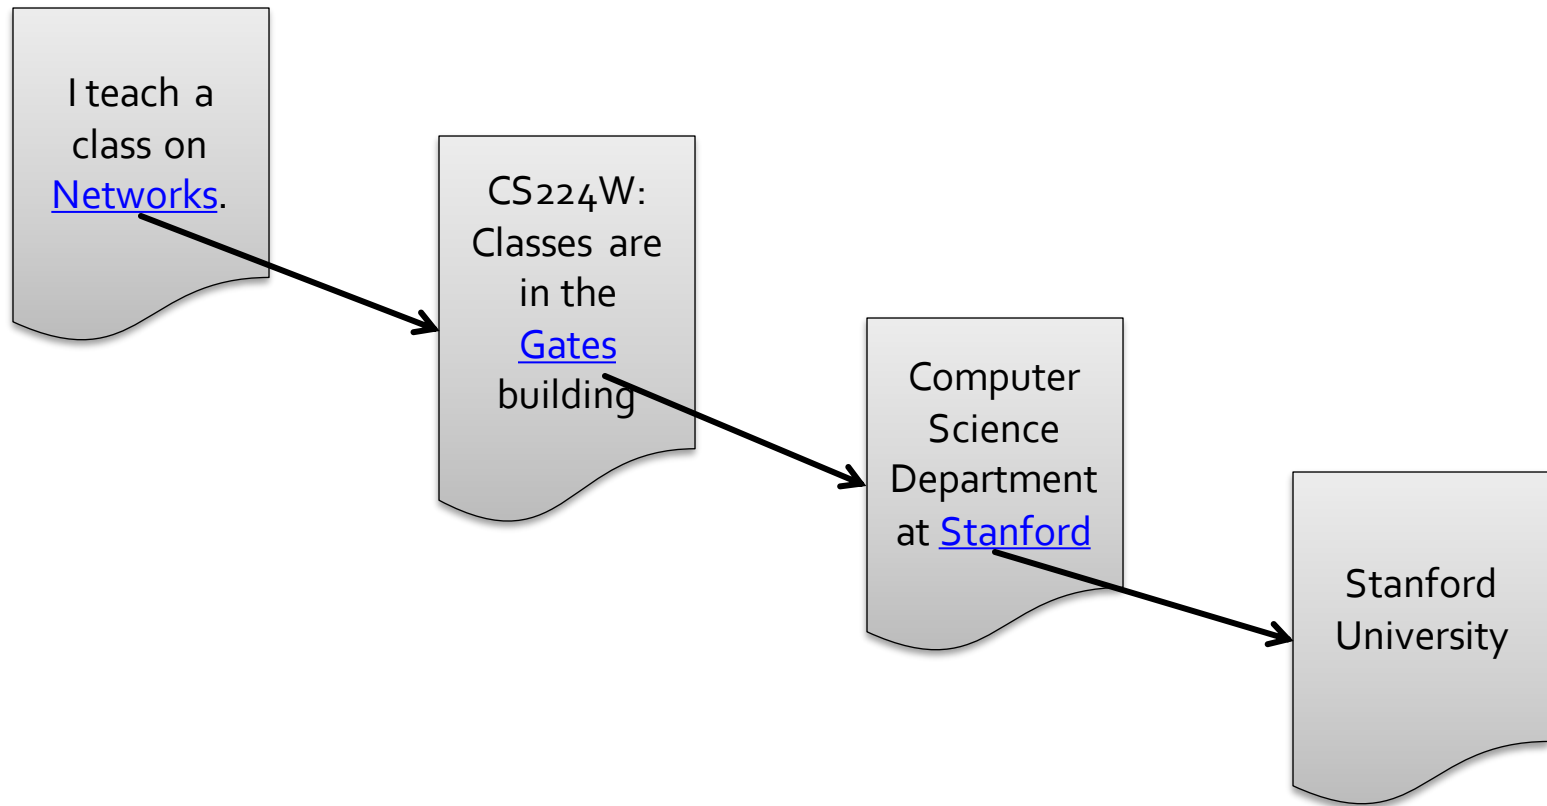 I teach a
class on
Networks.
CS224W:
Classes are
in the
Gates
building
Computer
Science
Department
at Stanford
Stanford
University